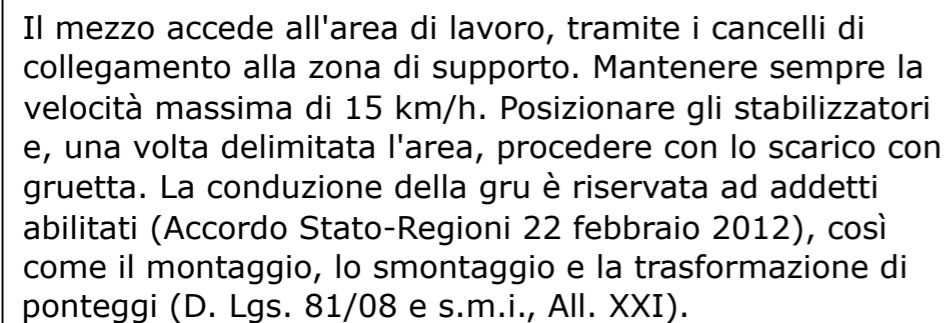 Il mezzo accede all'area di lavoro, tramite i cancelli di
collegamento alla zona di supporto. Mantenere sempre la
velocità massima di 15 km/h. Posizionare gli stabilizzatori
e, una volta delimitata l'area, procedere con lo scarico con
gruetta. La conduzione della gru è riservata ad addetti
abilitati (Accordo Stato-Regioni 22 febbraio 2012), così
come il montaggio, lo smontaggio e la trasformazione di
ponteggi (D. Lgs. 81/08 e s.m.i., All. XXI).